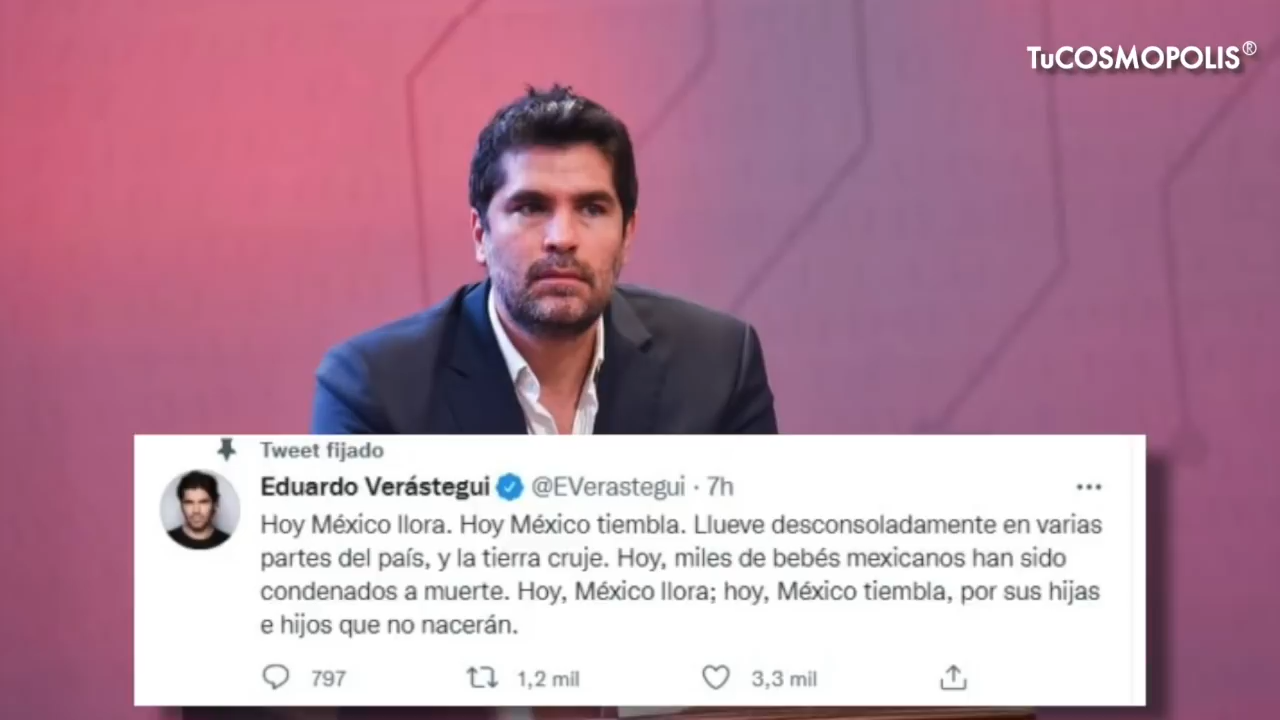 TuCOSMOPOLIS®
Tweet fijado
Eduardo Verástegui @EVerastegui · 7h
Hoy México llora. Hoy México tiembla. Llueve desconsoladamente en varias
partes del país, y la tierra cruje. Hoy, miles de bebés mexicanos han sido
condenados a muerte. Hoy, México llora; hoy, México tiembla, por sus hijas
e hijos que no nacerán.
797 1,2 mil 3,3 mil